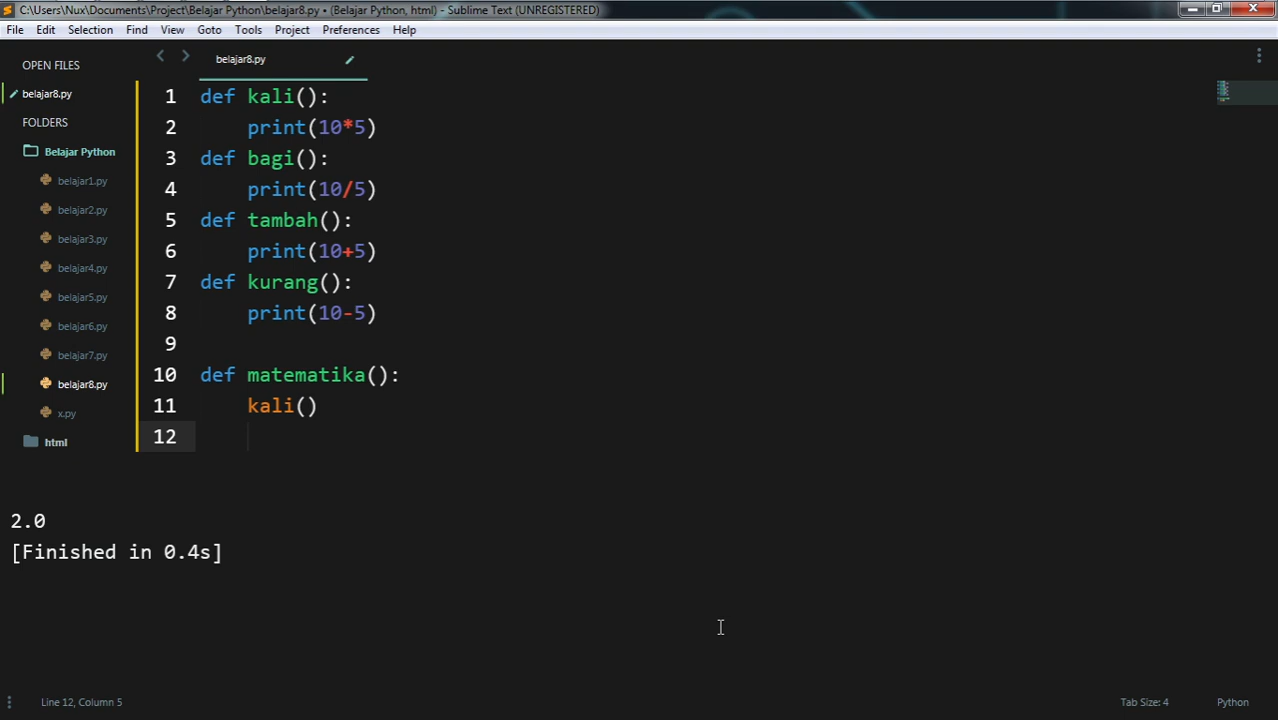 C:\Users\Nux\Documents\Project\Belajar Python\belajar8.py • (Belajar Python, html) - Sublime Text (UNREGISTERED)
File Edit Selection Find View Goto Tools Project Preferences Help
OPEN FILES
belajar8.py
FOLDERS
Belajar Python
belajar1.py
belajar2.py
belajar3.py
belajar4.py
belajar5.py
belajar6.py
belajar7.py
belajar8.py
x.py
html
belajar8.py
1 def kali():
2     print(10*5)
3 def bagi():
4     print(10/5)
5 def tambah():
6     print(10+5)
7 def kurang():
8     print(10-5)
9
10 def matematika():
11     kali()
12
2.0
[Finished in 0.4s]
Line 12, Column 5
Tab Size: 4
Python